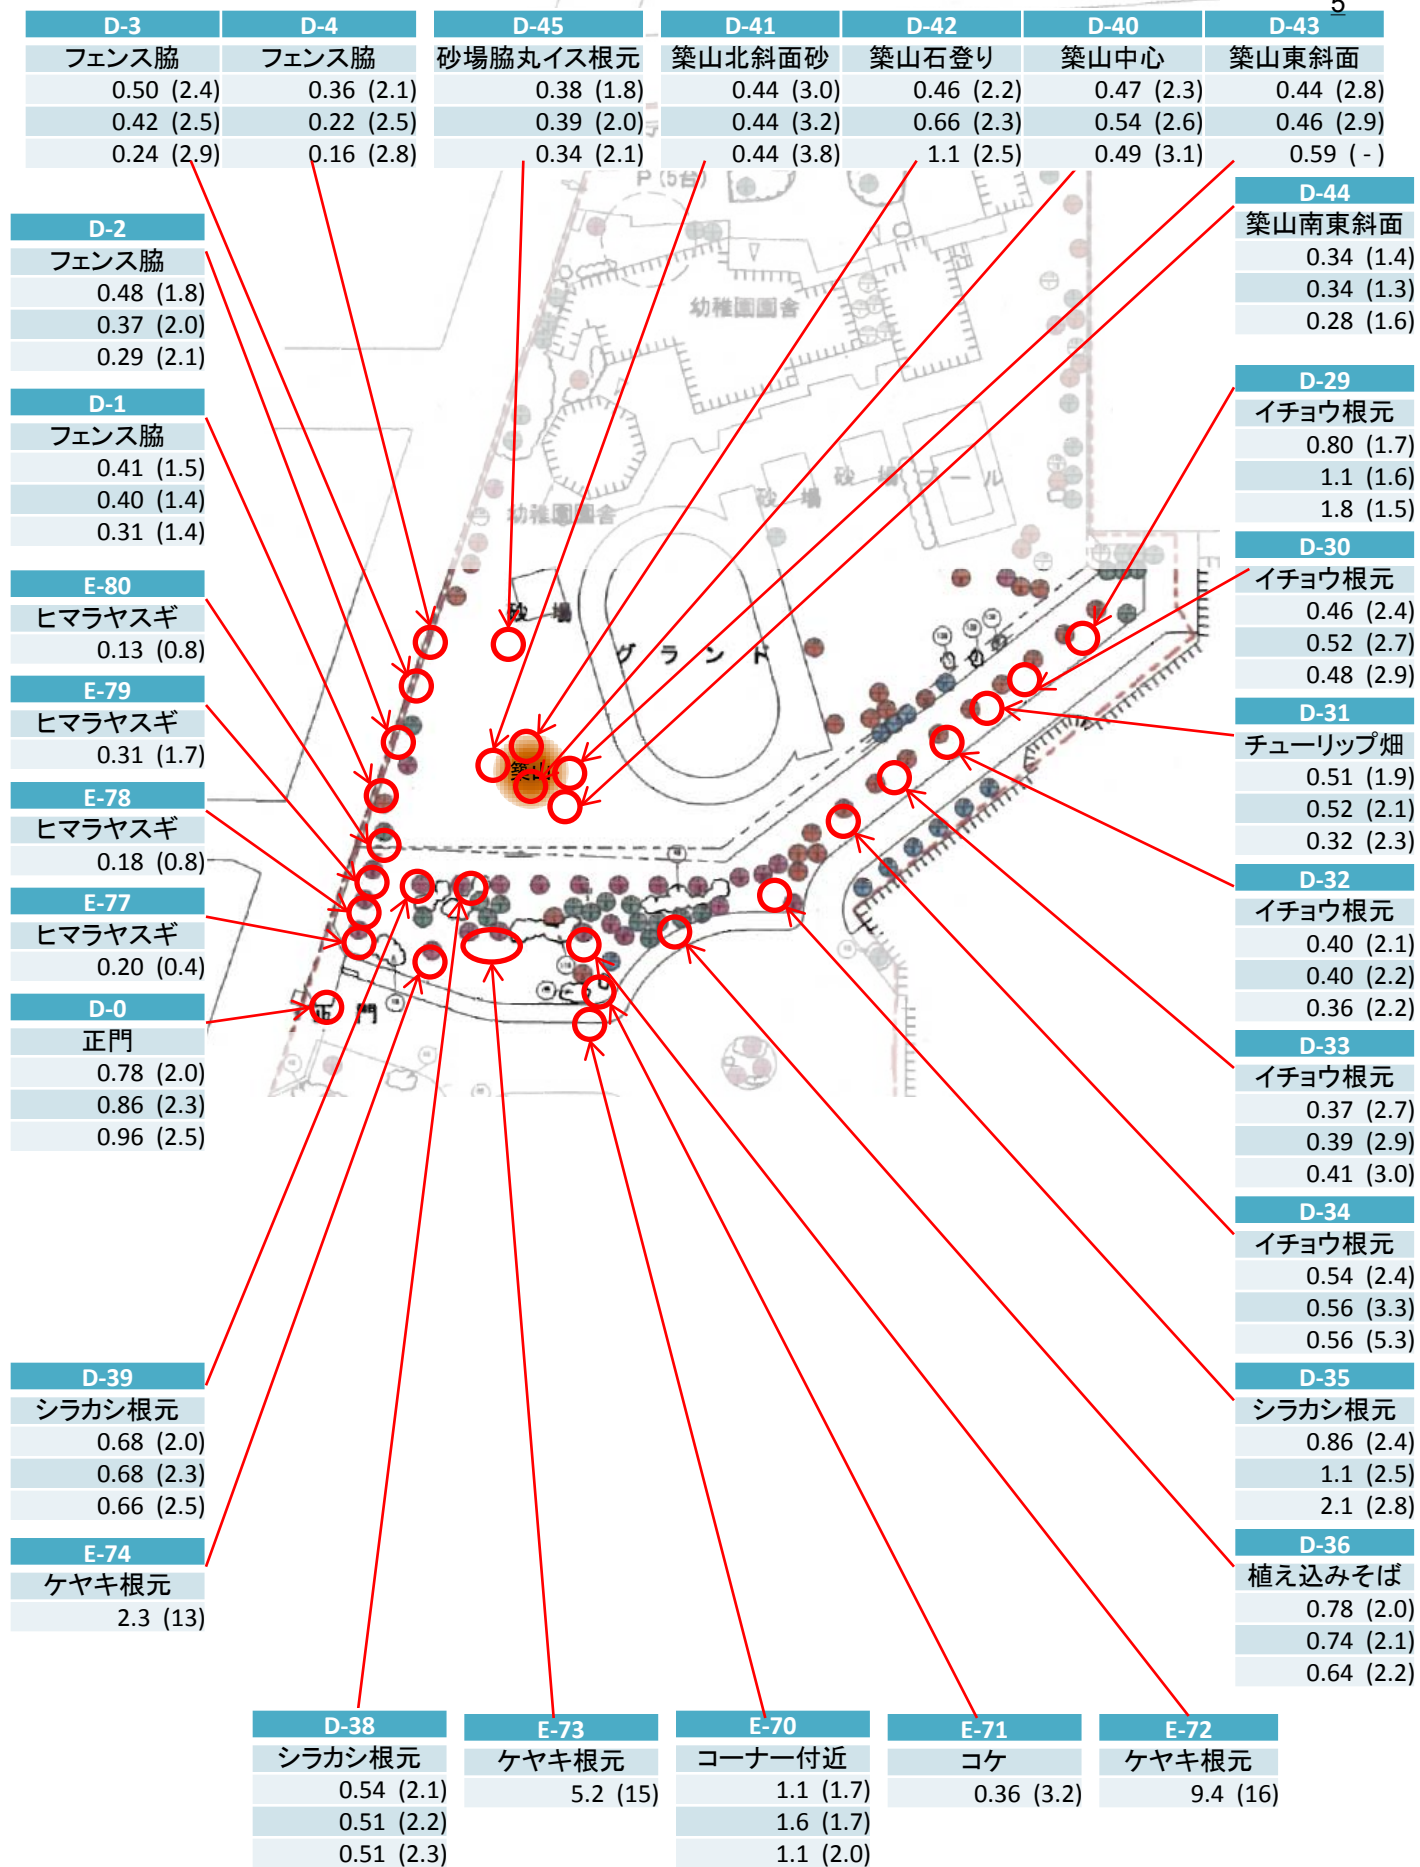 5
D-3 D-4 D-45 D-41 D-42 D-40 D-43
フェンス脇 フェンス脇 砂場脇丸イス根元 築山北斜面砂 築山石登り 築山中心 築山東斜面
0.50 (2.4) 0.36 (2.1) 0.38 (1.8) 0.44 (3.0) 0.46 (2.2) 0.47 (2.3) 0.44 (2.8)
0.42 (2.5) 0.22 (2.5) 0.39 (2.0) 0.44 (3.2) 0.66 (2.3) 0.54 (2.6) 0.46 (2.9)
0.24 (2.9) 0.16 (2.8) 0.34 (2.1) 0.44 (3.8) 1.1 (2.5) 0.49 (3.1) 0.59 ( - )
D-2
フェンス脇
0.48 (1.8)
0.37 (2.0)
0.29 (2.1)
D-1
フェンス脇
0.41 (1.5)
0.40 (1.4)
0.31 (1.4)
E-80
ヒマラヤスギ
0.13 (0.8)
E-79
ヒマラヤスギ
0.31 (1.7)
E-78
ヒマラヤスギ
0.18 (0.8)
E-77
ヒマラヤスギ
0.20 (0.4)
D-0
正門
0.78 (2.0)
0.86 (2.3)
0.96 (2.5)
D-39
シラカシ根元
0.68 (2.0)
0.68 (2.3)
0.66 (2.5)
E-74
ケヤキ根元
2.3 (13)
P (5台)
幼稚園園舎
砂場
砂場プール
幼稚園園舎
砂場
グランド
築山
正門
D-44
築山南東斜面
0.34 (1.4)
0.34 (1.3)
0.28 (1.6)
D-29
イチョウ根元
0.80 (1.7)
1.1 (1.6)
1.8 (1.5)
D-30
イチョウ根元
0.46 (2.4)
0.52 (2.7)
0.48 (2.9)
D-31
チューリップ畑
0.51 (1.9)
0.52 (2.1)
0.32 (2.3)
D-32
イチョウ根元
0.40 (2.1)
0.40 (2.2)
0.36 (2.2)
D-33
イチョウ根元
0.37 (2.7)
0.39 (2.9)
0.41 (3.0)
D-34
イチョウ根元
0.54 (2.4)
0.56 (3.3)
0.56 (5.3)
D-35
シラカシ根元
0.86 (2.4)
1.1 (2.5)
2.1 (2.8)
D-36
植え込みそば
0.78 (2.0)
0.74 (2.1)
0.64 (2.2)
D-38 E-73 E-70 E-71 E-72
シラカシ根元 ケヤキ根元 コーナー付近 コケ ケヤキ根元
0.54 (2.1) 5.2 (15) 1.1 (1.7) 0.36 (3.2) 9.4 (16)
0.51 (2.2) 1.6 (1.7)
0.51 (2.3) 1.1 (2.0)